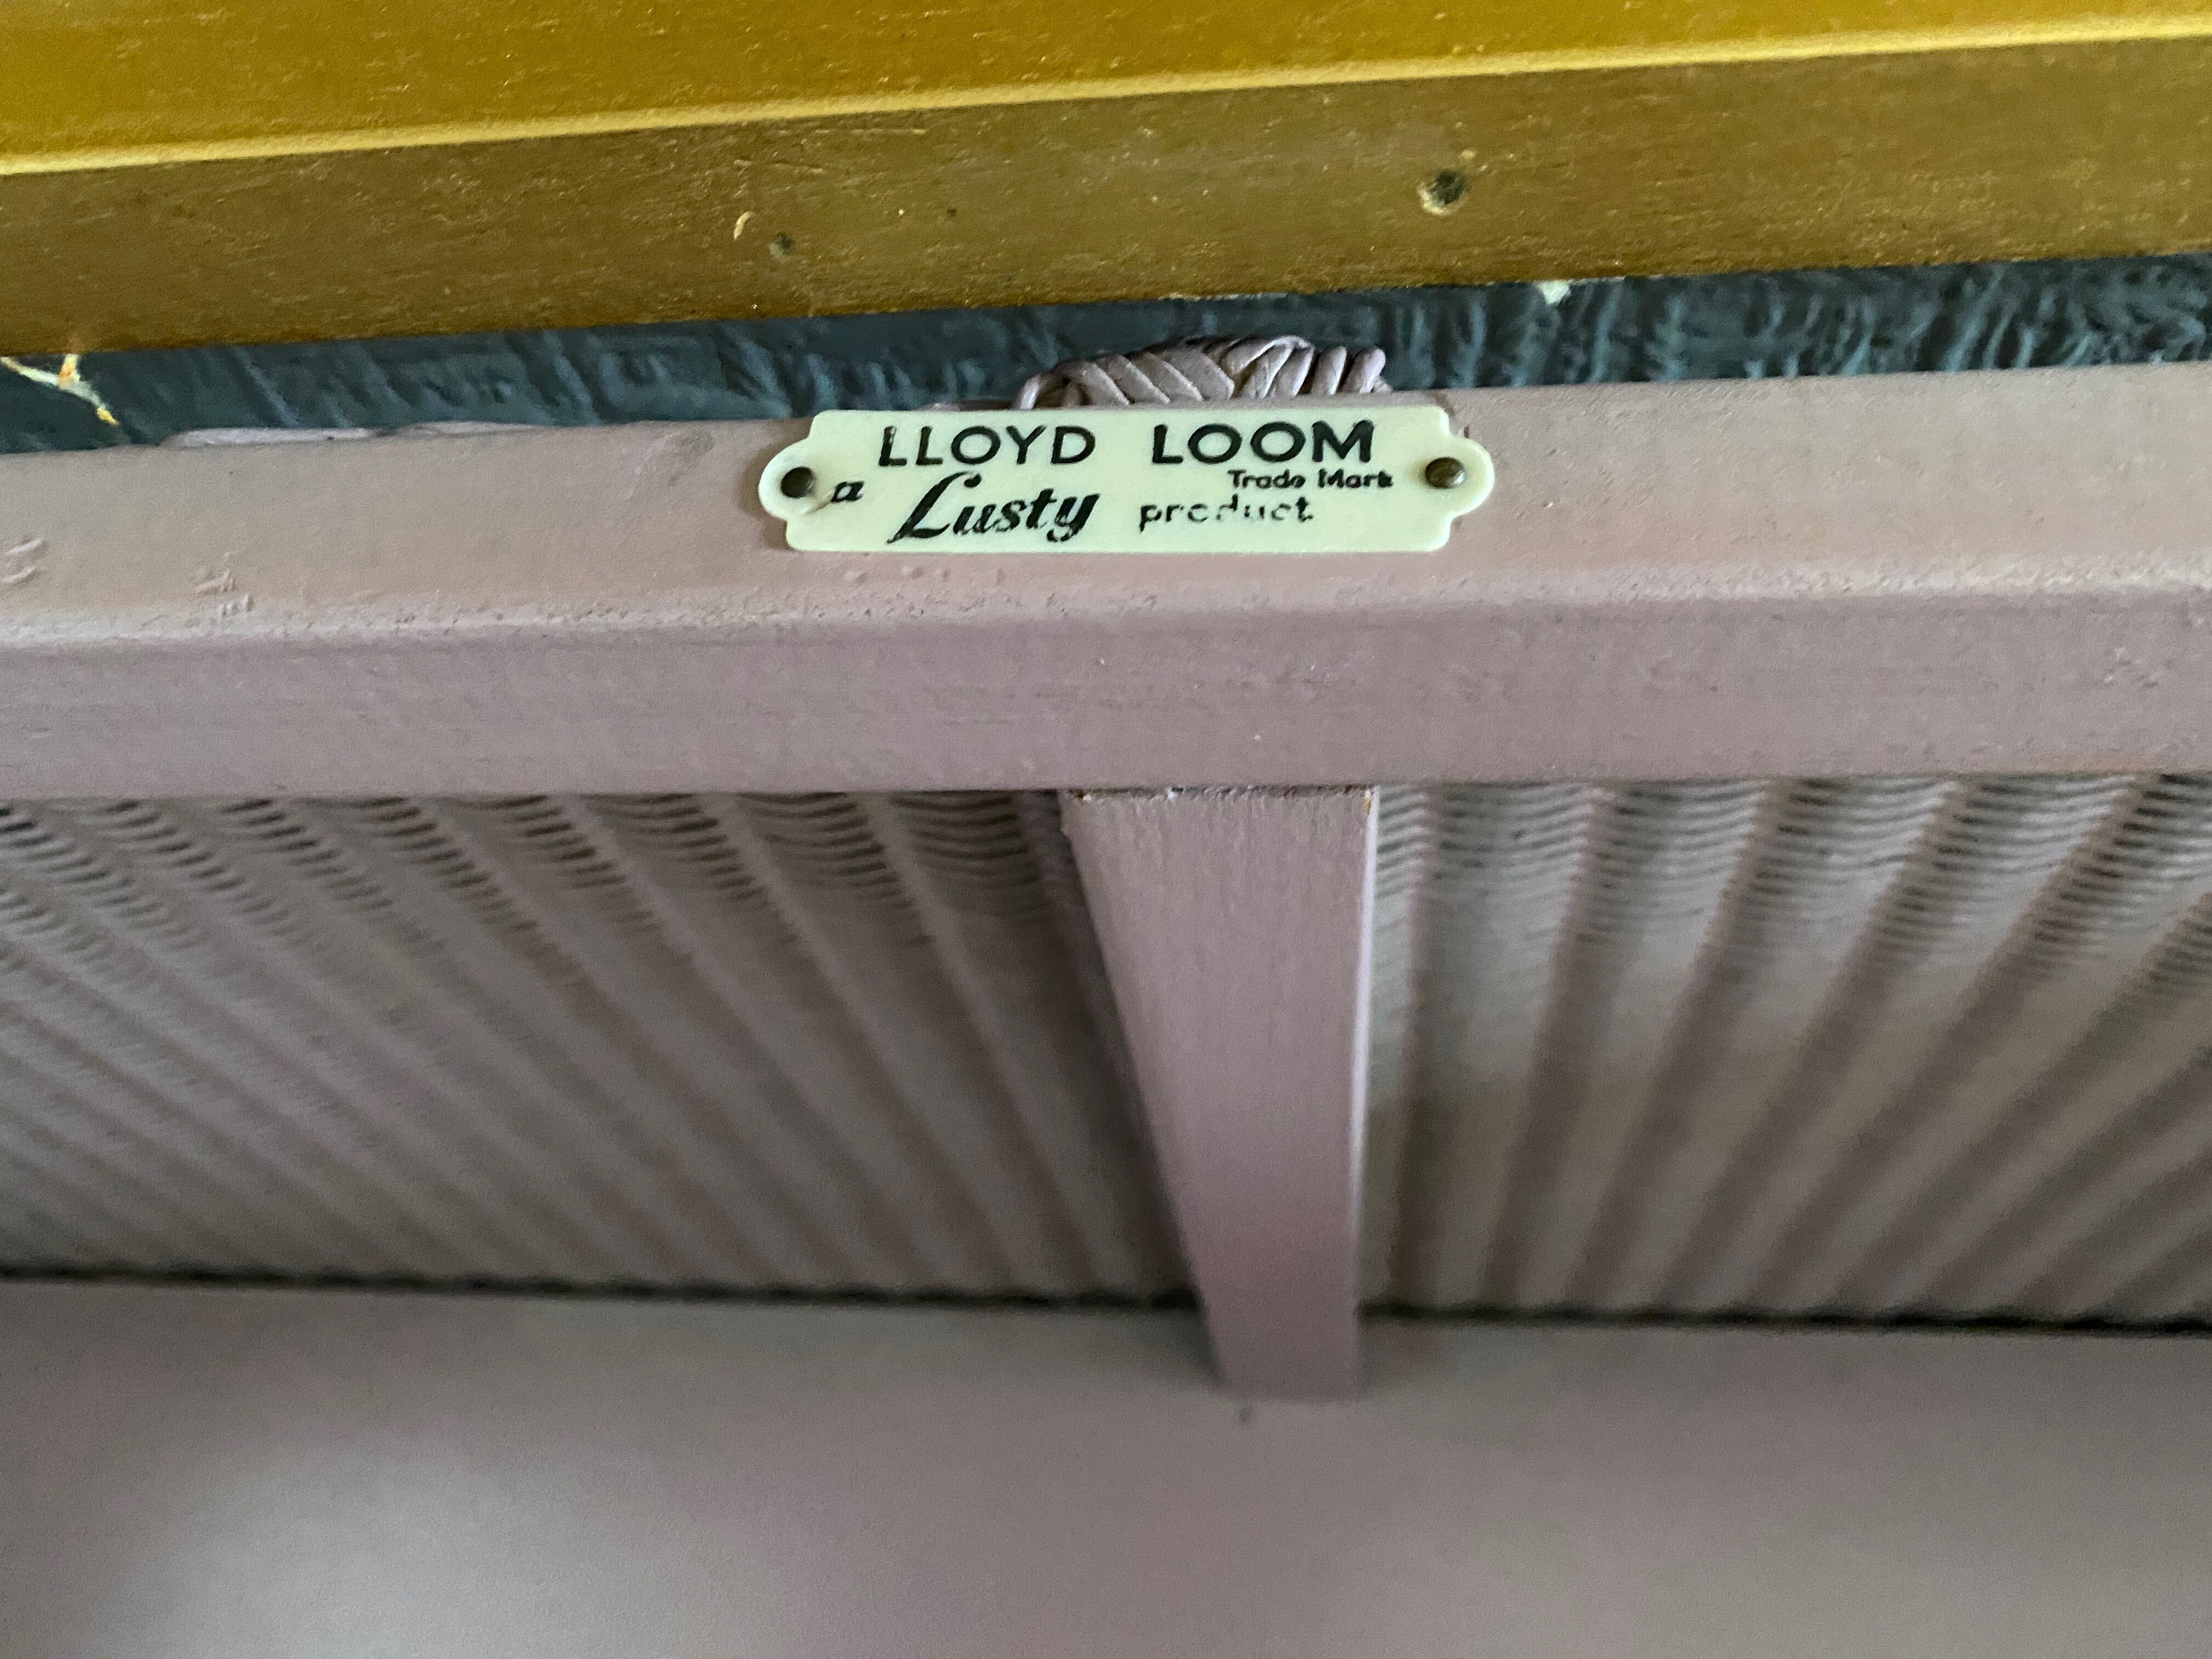 LLOYD LOOM
Trade Mark
a Lusty product